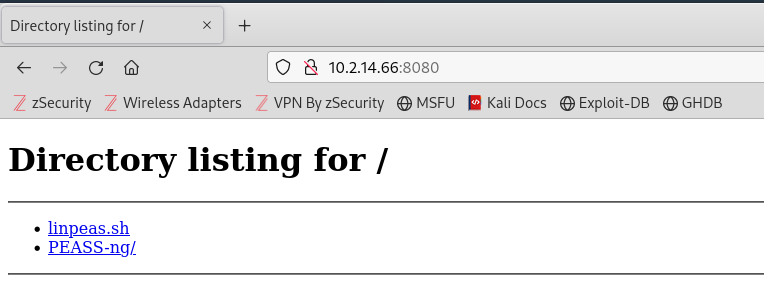 Directory listing for /
10.2.14.66:8080
zSecurity Wireless Adapters VPN By zSecurity MSFU Kali Docs Exploit-DB GHDB
Directory listing for /
linpeas.sh
PEASS-ng/